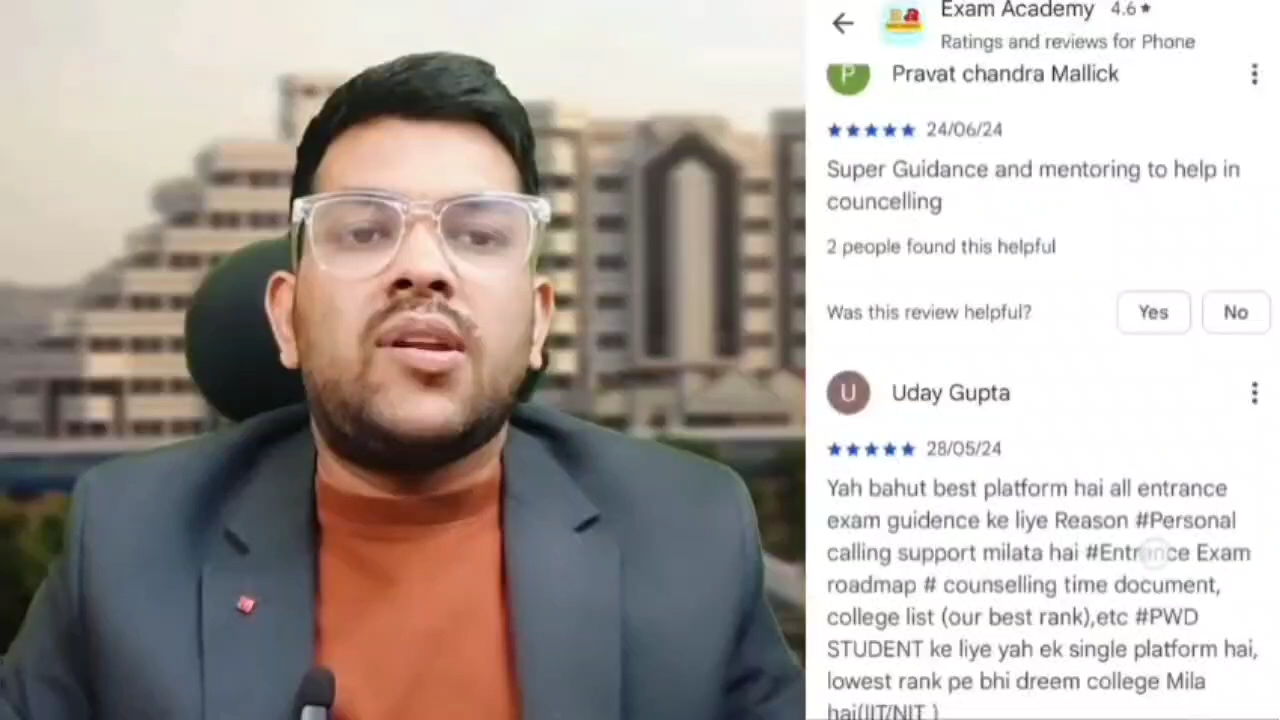 Exam Academy 4.6★
Ratings and reviews for Phone
P Pravat chandra Mallick
★★★★★ 24/06/24
Super Guidance and mentoring to help in
councelling
2 people found this helpful
Was this review helpful? Yes No
U Uday Gupta
★★★★★ 28/05/24
Yah bahut best platform hai all entrance
exam guidence ke liye Reason #Personal
calling support milata hai #Entrance Exam
roadmap # counselling time document,
college list (our best rank),etc #PWD
STUDENT ke liye yah ek single platform hai,
lowest rank pe bhi dreem college Mila
hai(IIT/NIT )